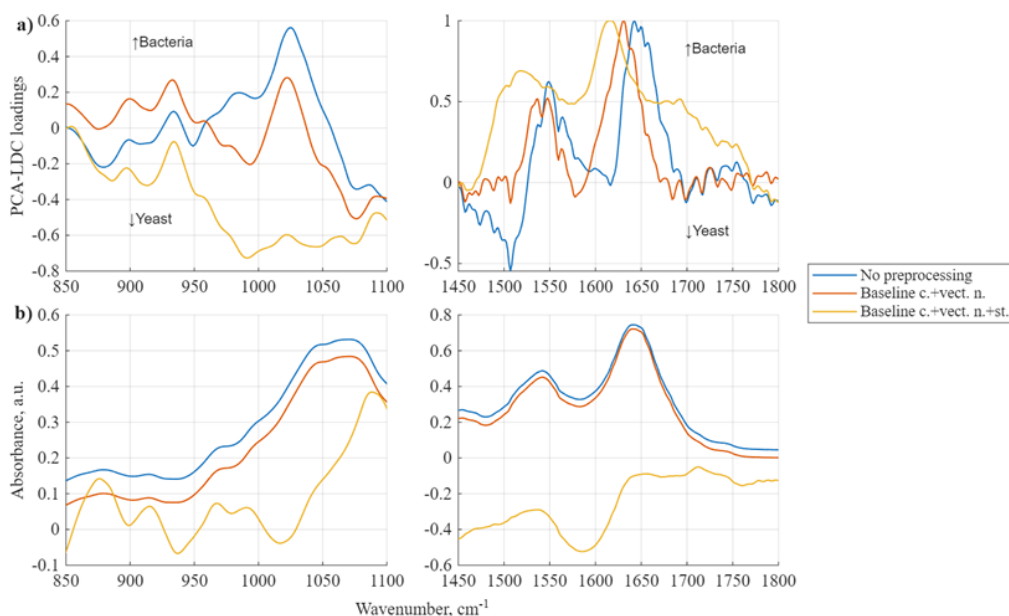 a)
PCA-LDC loadings
0.6
0.4
0.2
0
-0.2
-0.4
-0.6
-0.8
↑Bacteria
↓Yeast
850 900 950 1000 1050 1100
1
0.5
0
-0.5
↑Bacteria
↓Yeast
1450 1500 1550 1600 1650 1700 1750 1800
No preprocessing
Baseline c.+vect. n.
Baseline c.+vect. n.+st.
b)
Absorbance, a.u.
0.6
0.5
0.4
0.3
0.2
0.1
0
-0.1
850 900 950 1000 1050 1100
0.8
0.6
0.4
0.2
0
-0.2
-0.4
-0.6
1450 1500 1550 1600 1650 1700 1750 1800
Wavenumber, cm⁻¹